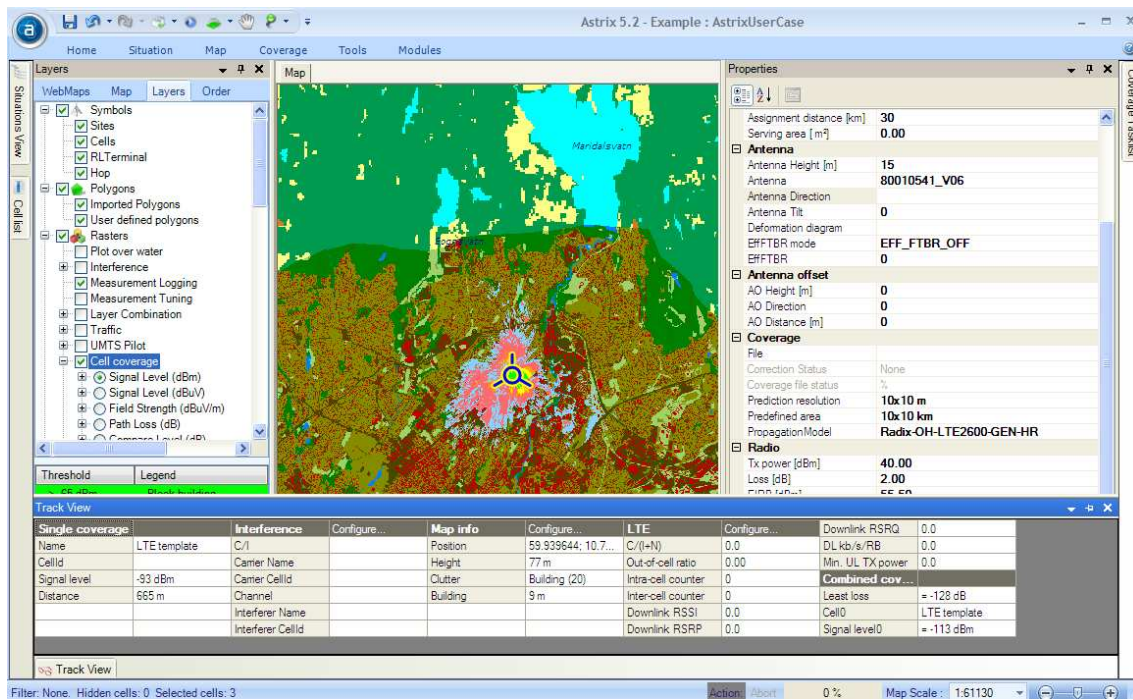 Astrix 5.2 - Example : AstrixUserCase
Home Situation Map Coverage Tools Modules
Layers
WebMaps Map Layers Order
Symbols
Sites
Cells
RLTerminal
Hop
Polygons
Imported Polygons
User defined polygons
Rasters
Plot over water
Interference
Measurement Logging
Measurement Tuning
Layer Combination
Traffic
UMTS Pilot
Cell coverage
Signal Level (dBm)
Signal Level (dBuV)
Field Strength (dBuV/m)
Path Loss (dB)
Compare Level (dB)
Threshold Legend
Situations View
Cell list
Map
Maridalsvatn
Properties
Assignment distance [km] 30
Serving area [ m²] 0.00
Antenna
Antenna Height [m] 15
Antenna 80010541_V06
Antenna Direction
Antenna Tilt 0
Deformation diagram
EffFTBR mode EFF_FTBR_OFF
EffFTBR 0
Antenna offset
AO Height [m] 0
AO Direction 0
AO Distance [m] 0
Coverage
File
Correction Status None
Coverage file status %
Prediction resolution 10x10 m
Predefined area 10x10 km
PropagationModel Radix-OH-LTE2600-GEN-HR
Radio
Tx power [dBm] 40.00
Loss [dB] 2.00
EIRP [dBm] 55.50
Track View
Single coverage Interference Configure... Map info Configure... LTE Configure... Downlink RSRQ 0.0
Name LTE template C/I Position 59.939644; 10.7... C/(I+N) 0.0 DL kb/s/RB 0.0
CellId Carrier Name Height 77 m Out-of-cell ratio 0.00 Min. UL TX power 0.0
Signal level -93 dBm Carrier CellId Clutter Building (20) Intra-cell counter 0 Combined cov...
Distance 665 m Channel Building 9 m Inter-cell counter 0 Least loss = -128 dB
Interferer Name Downlink RSSI 0.0 Cell0 LTE template
Interferer CellId Downlink RSRP 0.0 Signal level0 = -113 dBm
Track View
Filter: None. Hidden cells: 0 Selected cells: 3 Action: Abort 0 % Map Scale : 1:61130